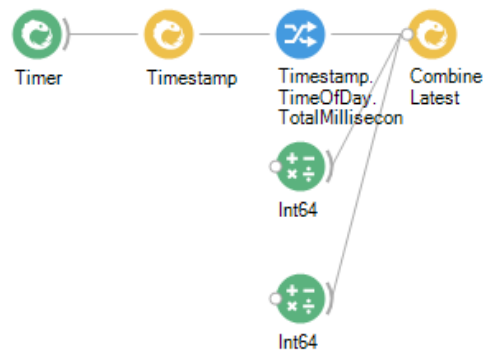 Timer
Timestamp
Timestamp.
TimeOfDay.
TotalMillisecon
Combine
Latest
Int64
Int64